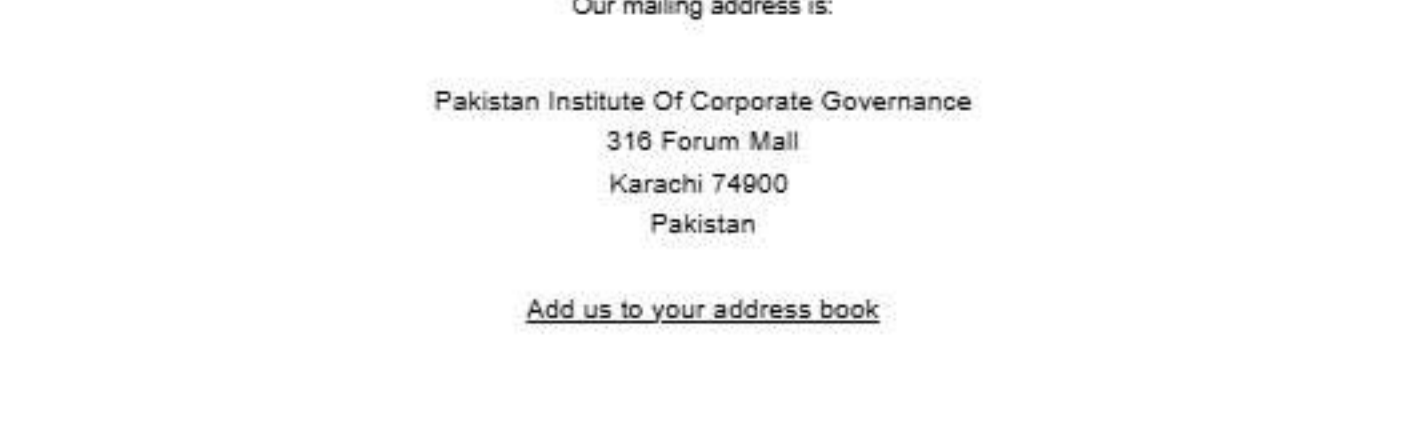 Our mailing address is:
Pakistan Institute Of Corporate Governance
316 Forum Mall
Karachi 74900
Pakistan
Add us to your address book